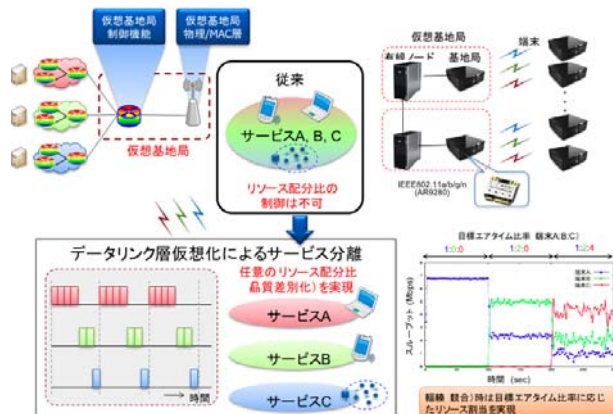 仮想基地局
制御機能
仮想基地局
物理/MAC層
仮想基地局
従来
サービスA, B, C
リソース配分比の
制御は不可
仮想基地局
有線ノード
基地局
端末
IEEE802.11a/b/g/n
(AR9280)
データリンク層仮想化によるサービス分離
任意のリソース配分比
品質差別化)を実現
サービスA
サービスB
サービスC
時間
目標エアタイム比率 端末A:B:C)
1:0:0
1:2:0
1:2:4
端末A
端末B
端末C
スループット (Mbps)
時間 (sec)
輻輳 競合)時は目標エアタイム比率に応じ
たリソース割当を実現